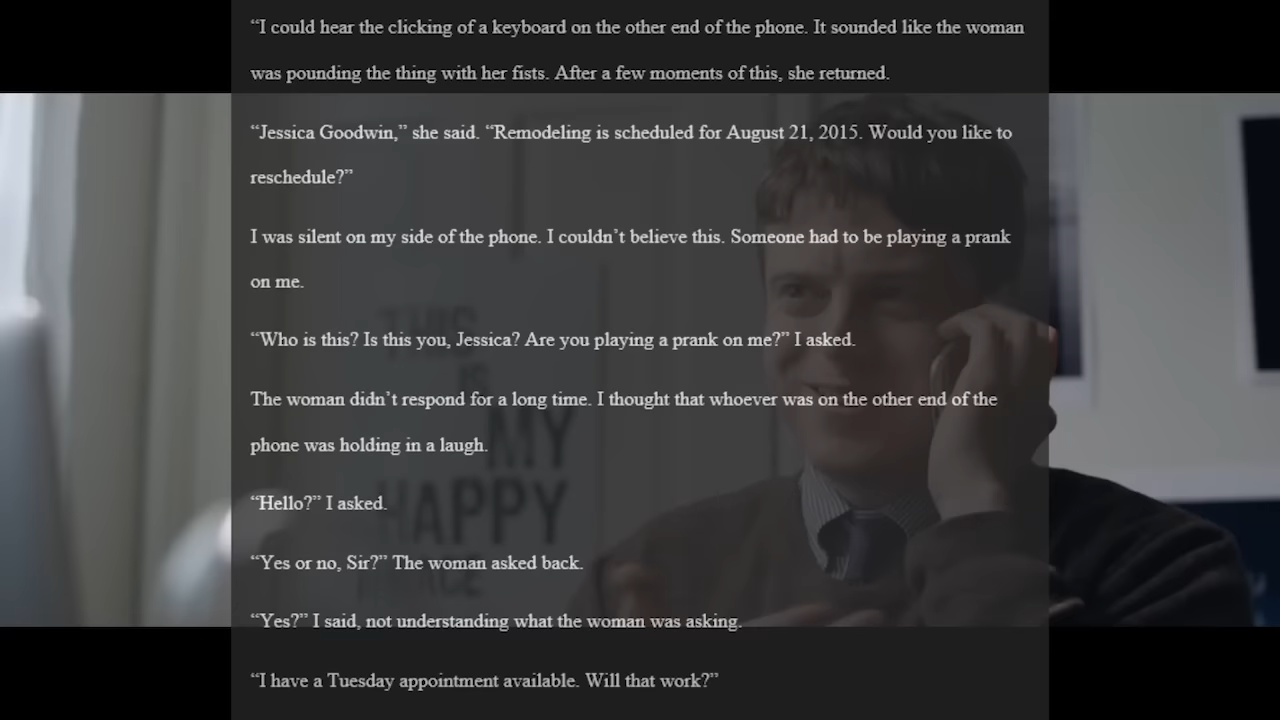 “I could hear the clicking of a keyboard on the other end of the phone. It sounded like the woman
was pounding the thing with her fists. After a few moments of this, she returned.
“Jessica Goodwin,” she said. “Remodeling is scheduled for August 21, 2015. Would you like to
reschedule?”
I was silent on my side of the phone. I couldn’t believe this. Someone had to be playing a prank
on me.
“Who is this? Is this you, Jessica? Are you playing a prank on me?” I asked.
The woman didn’t respond for a long time. I thought that whoever was on the other end of the
phone was holding in a laugh.
“Hello?” I asked.
“Yes or no, Sir?” The woman asked back.
“Yes?” I said, not understanding what the woman was asking.
“I have a Tuesday appointment available. Will that work?”
THIS
IS
MY
HAPPY